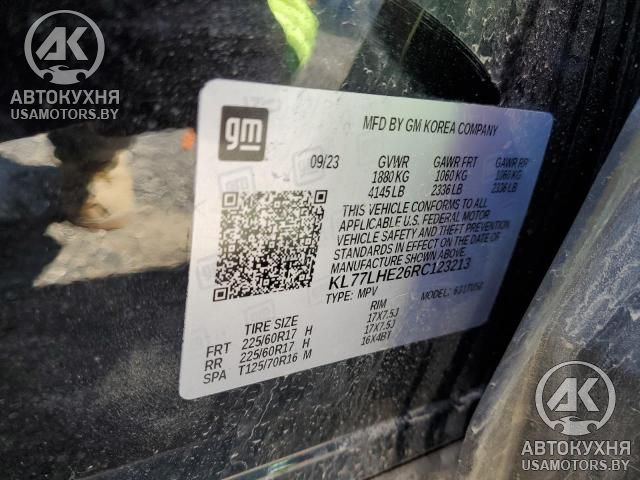 AK
АВТОКУХНЯ
USAMOTORS.BY
gm
MFD BY GM KOREA COMPANY
09/23 GVWR GAWR FRT GAWR RR
1880 KG 1060 KG 1060 KG
4145 LB 2336 LB 2336 LB
THIS VEHICLE CONFORMS TO ALL
APPLICABLE U.S. FEDERAL MOTOR
VEHICLE SAFETY AND THEFT PREVENTION
STANDARDS IN EFFECT ON THE DATE OF
MANUFACTURE SHOWN ABOVE.
KL77LHE26RC123213
TYPE: MPV MODEL:
TIRE SIZE RIM
FRT 225/60R17 H 17X7.5J
RR 225/60R17 H 17X7.5J
SPA T125/70R16 M 16X4BT
AK
АВТОКУХНЯ
USAMOTORS.BY